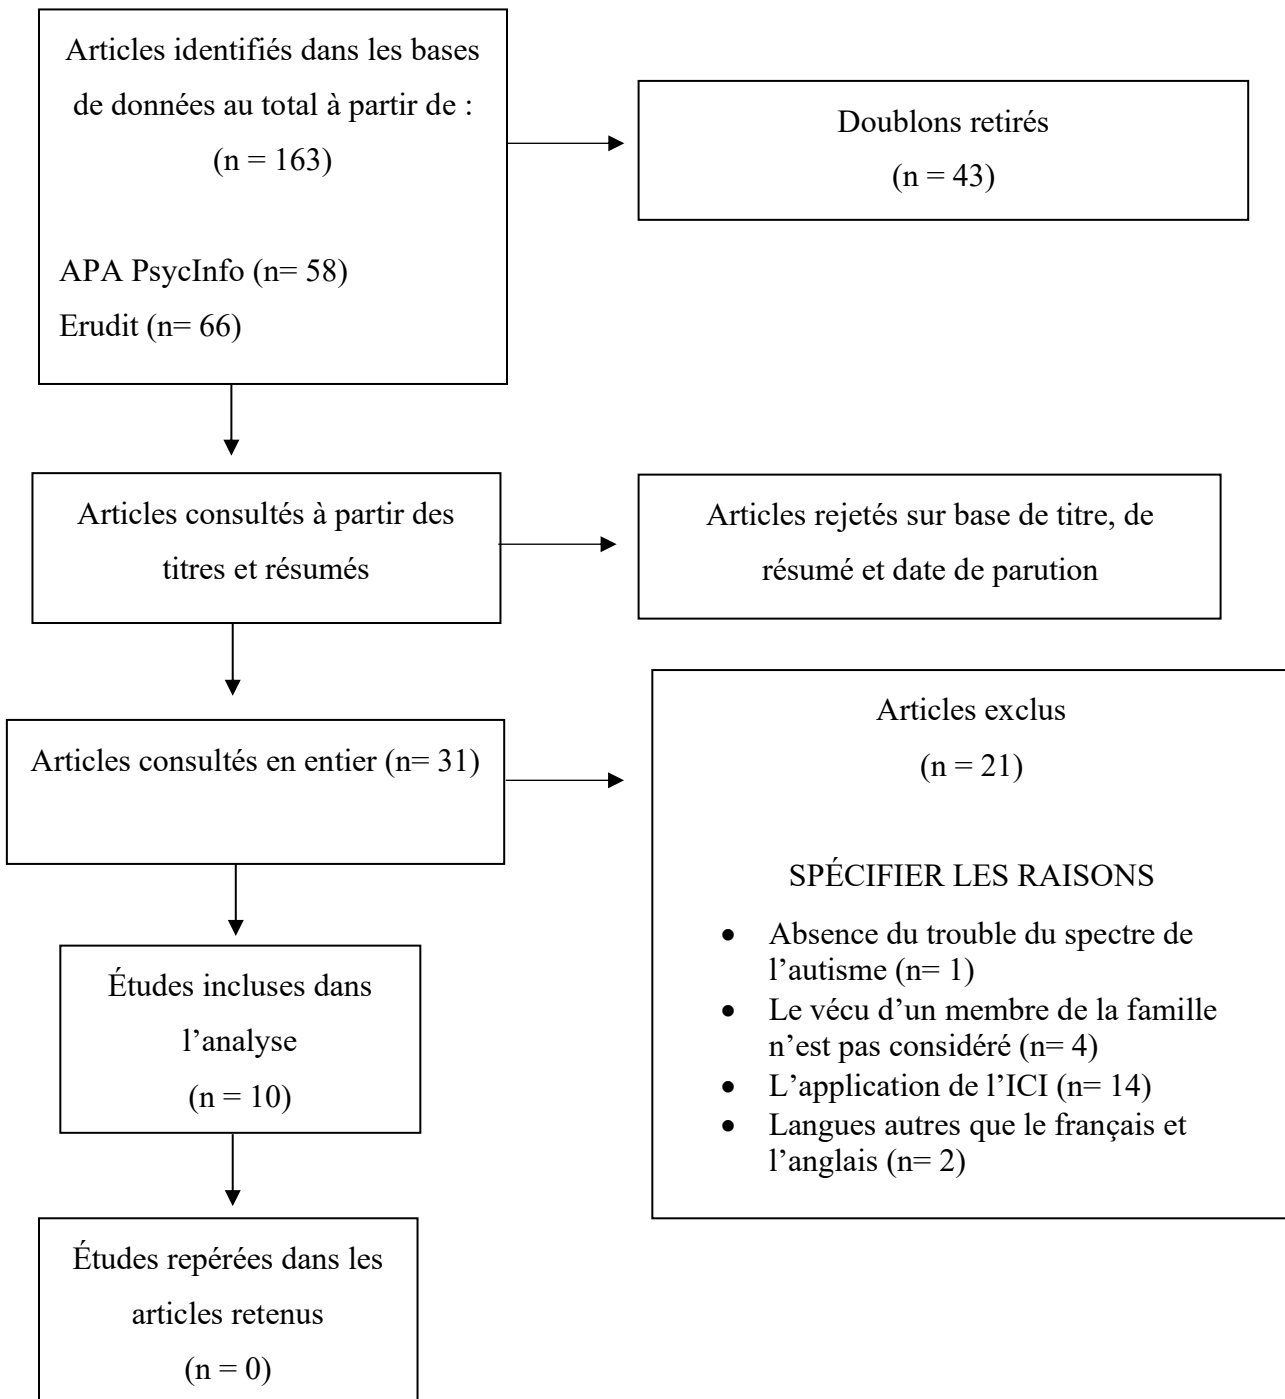 Articles identifiés dans les bases
de données au total à partir de :
(n = 163)
APA PsycInfo (n= 58)
Erudit (n= 66)
Doublons retirés
(n = 43)
Articles consultés à partir des
titres et résumés
Articles rejetés sur base de titre, de
résumé et date de parution
Articles consultés en entier (n= 31)
Articles exclus
(n = 21)
SPÉCIFIER LES RAISONS
• Absence du trouble du spectre de
l’autisme (n= 1)
• Le vécu d’un membre de la famille
n’est pas considéré (n= 4)
• L’application de l’ICI (n= 14)
• Langues autres que le français et
l’anglais (n= 2)
Études incluses dans
l’analyse
(n = 10)
Études repérées dans les
articles retenus
(n = 0)